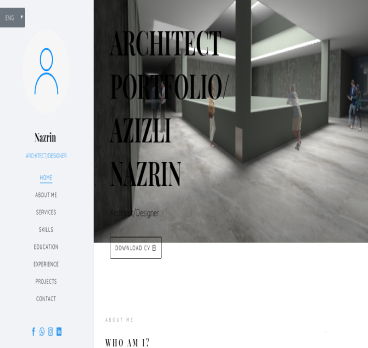 ENG
Nazrin
ARCHITECT/DESIGNER
HOME
ABOUT ME
SERVICES
SKILLS
EDUCATION
EXPERIENCE
PROJECTS
CONTACT
ARCHITECT
PORTFOLIO/
AZIZLI
NAZRIN
Architect/Designer
DOWNLOAD CV
ABOUT ME
WHO AM I?